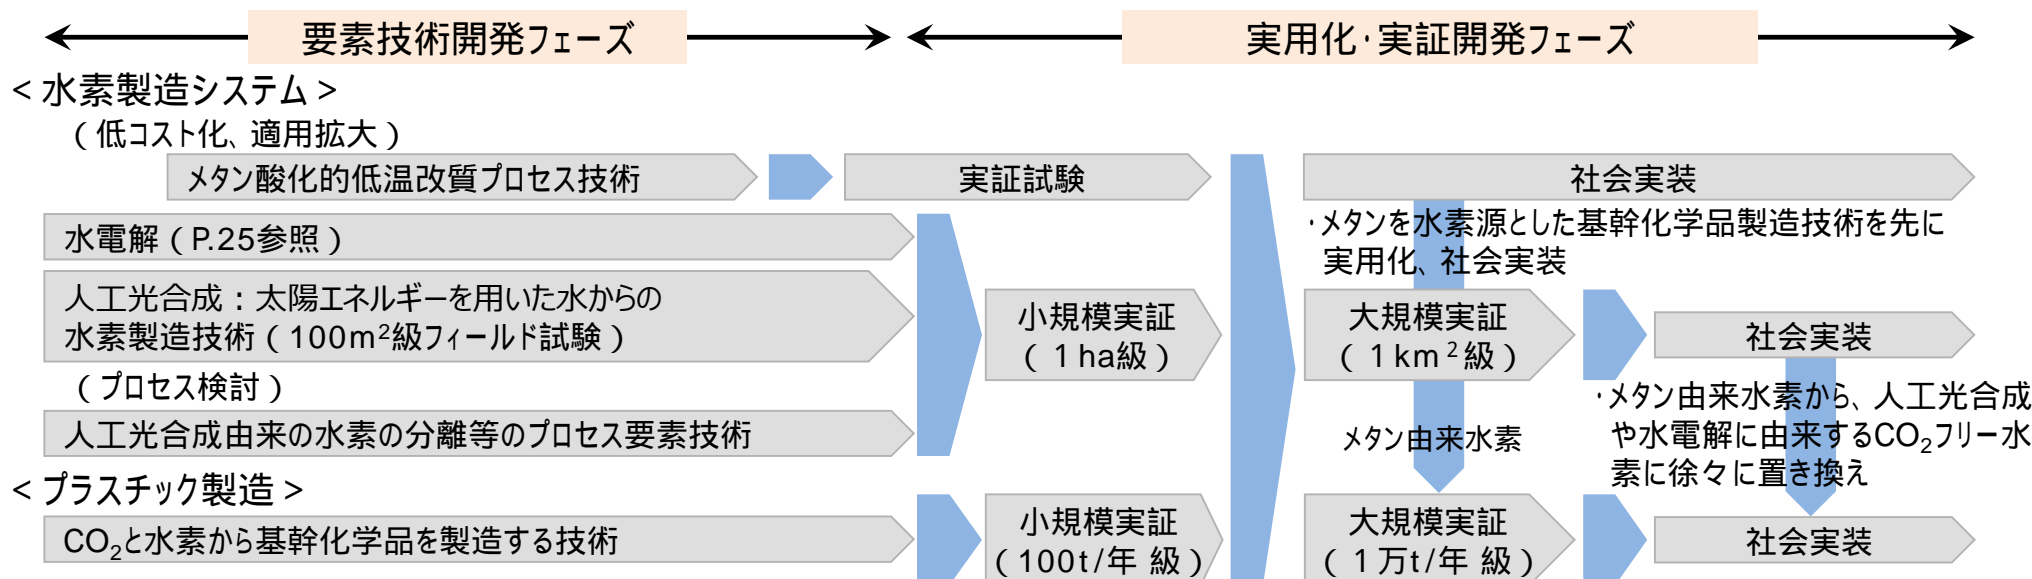 要素技術開発フェーズ
実用化・実証開発フェーズ
<水素製造システム>
(低コスト化、適用拡大)
メタン酸化的低温改質プロセス技術
実証試験
社会実装
水電解(P.25参照)
・メタンを水素源とした基幹化学品製造技術を先に
実用化、社会実装
人工光合成:太陽エネルギーを用いた水からの
水素製造技術(100m²級フィールド試験)
小規模実証
(1ha級)
大規模実証
(1km²級)
社会実装
(プロセス検討)
人工光合成由来の水素の分離等のプロセス要素技術
メタン由来水素
・メタン由来水素から、人工光合成
や水電解に由来するCO₂フリー水
素に徐々に置き換え
<プラスチック製造>
CO₂と水素から基幹化学品を製造する技術
小規模実証
(100t/年 級)
大規模実証
(1万t/年 級)
社会実装